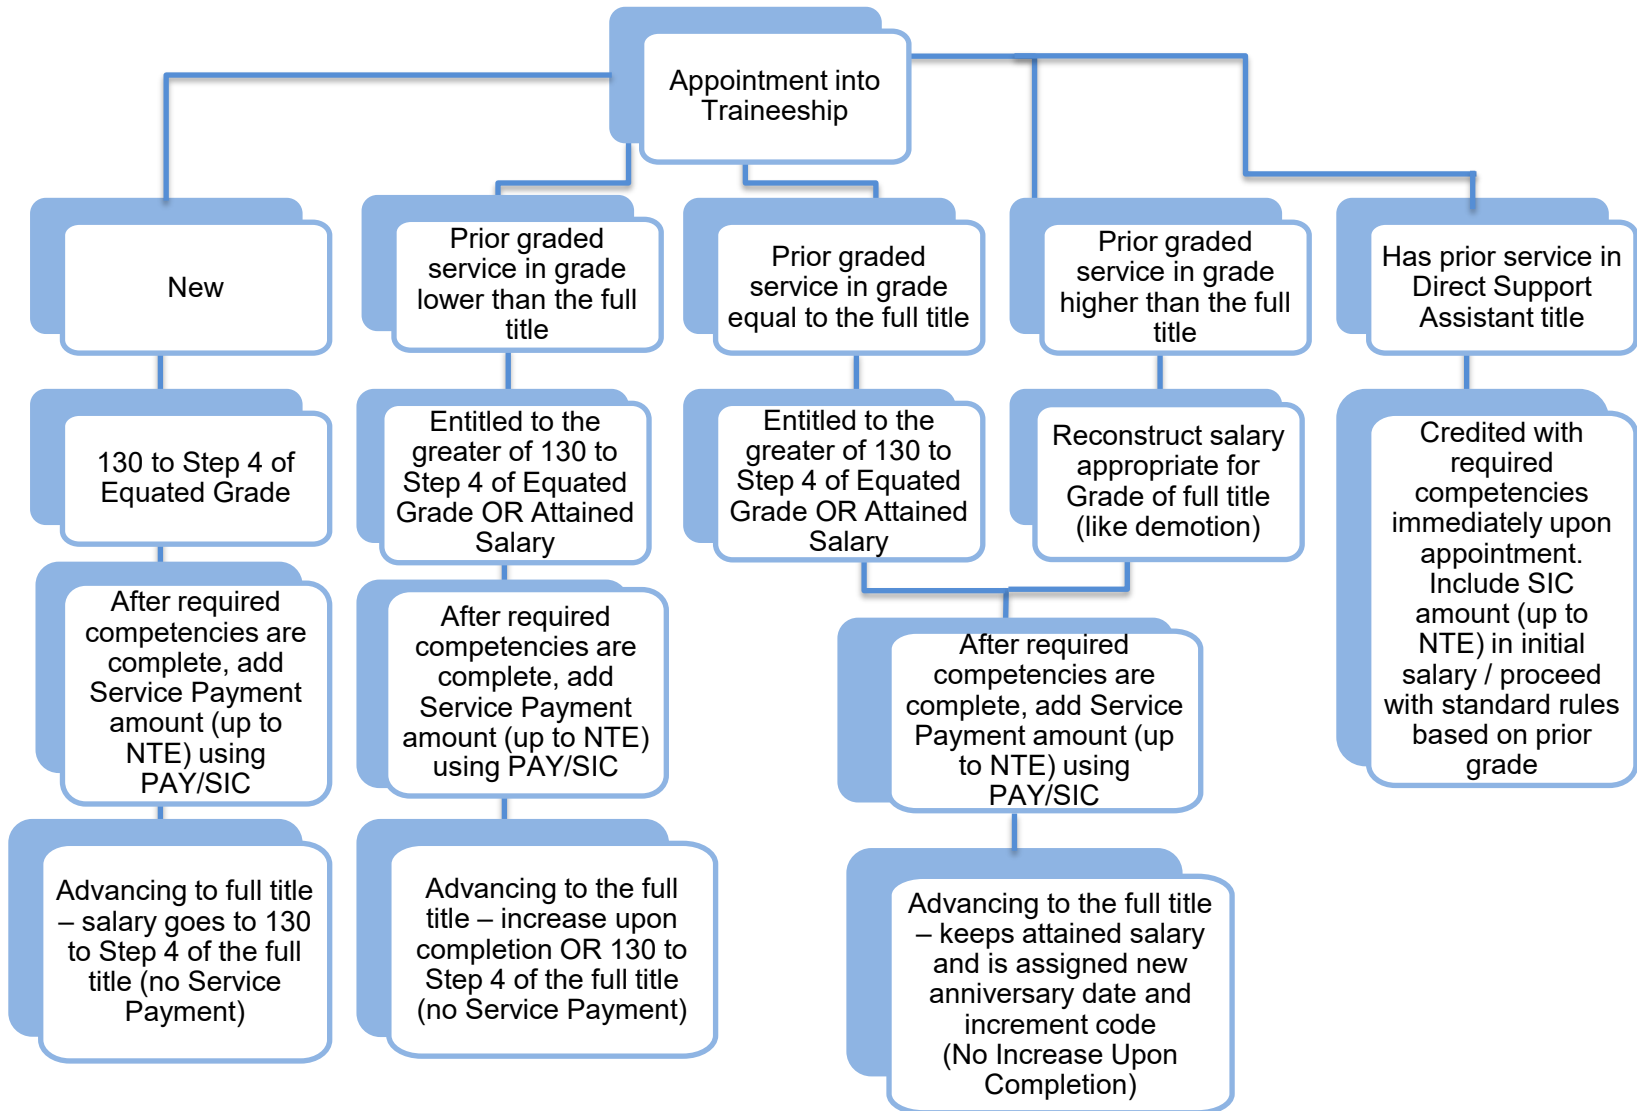 Appointment into
Traineeship
New
Prior graded
service in grade
lower than the full
title
Prior graded
service in grade
equal to the full title
Prior graded
service in grade
higher than the full
title
Has prior service in
Direct Support
Assistant title
130 to Step 4 of
Equated Grade
Entitled to the
greater of 130 to
Step 4 of Equated
Grade OR Attained
Salary
Entitled to the
greater of 130 to
Step 4 of Equated
Grade OR Attained
Salary
Reconstruct salary
appropriate for
Grade of full title
(like demotion)
Credited with
required
competencies
immediately upon
appointment.
Include SIC
amount (up to
NTE) in initial
salary / proceed
with standard rules
based on prior
grade
After required
competencies are
complete, add
Service Payment
amount (up to
NTE) using
PAY/SIC
After required
competencies are
complete, add
Service Payment
amount (up to NTE)
using PAY/SIC
After required
competencies are
complete, add Service
Payment amount (up
to NTE) using
PAY/SIC
Advancing to full title
– salary goes to 130
to Step 4 of the full
title (no Service
Payment)
Advancing to the full
title – increase upon
completion OR 130 to
Step 4 of the full title
(no Service Payment)
Advancing to the full title
– keeps attained salary
and is assigned new
anniversary date and
increment code
(No Increase Upon
Completion)